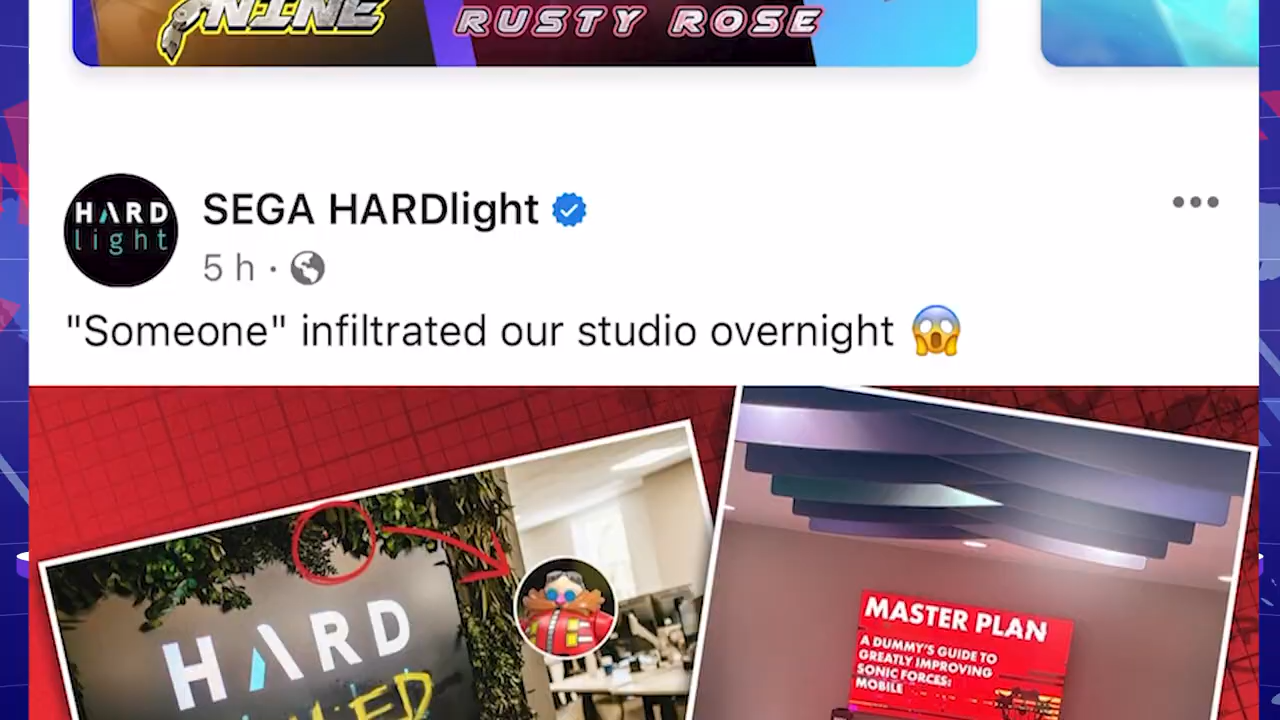 NINE
RUSTY ROSE
HARD
light
SEGA HARDlight
5 h ·
"Someone" infiltrated our studio overnight 😱
HARD
MASTER PLAN
A DUMMY'S GUIDE TO
GREATLY IMPROVING
SONIC FORCES:
MOBILE